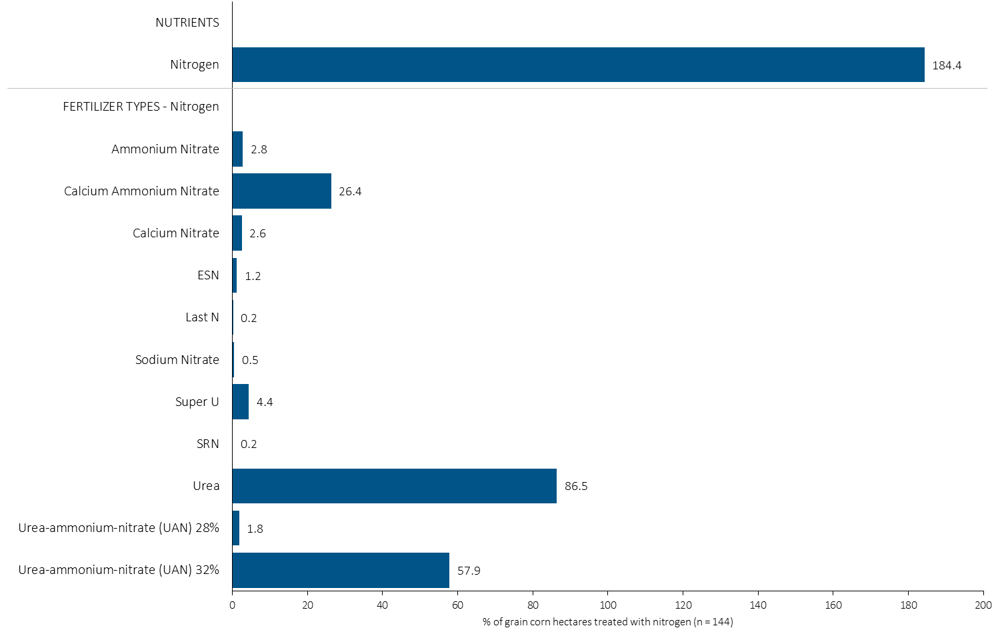 NUTRIENTS
Nitrogen 184.4
FERTILIZER TYPES - Nitrogen
Ammonium Nitrate 2.8
Calcium Ammonium Nitrate 26.4
Calcium Nitrate 2.6
ESN 1.2
Last N 0.2
Sodium Nitrate 0.5
Super U 4.4
SRN 0.2
Urea 86.5
Urea-ammonium-nitrate (UAN) 28% 1.8
Urea-ammonium-nitrate (UAN) 32% 57.9
0 20 40 60 80 100 120 140 160 180 200
% of grain corn hectares treated with nitrogen (n = 144)